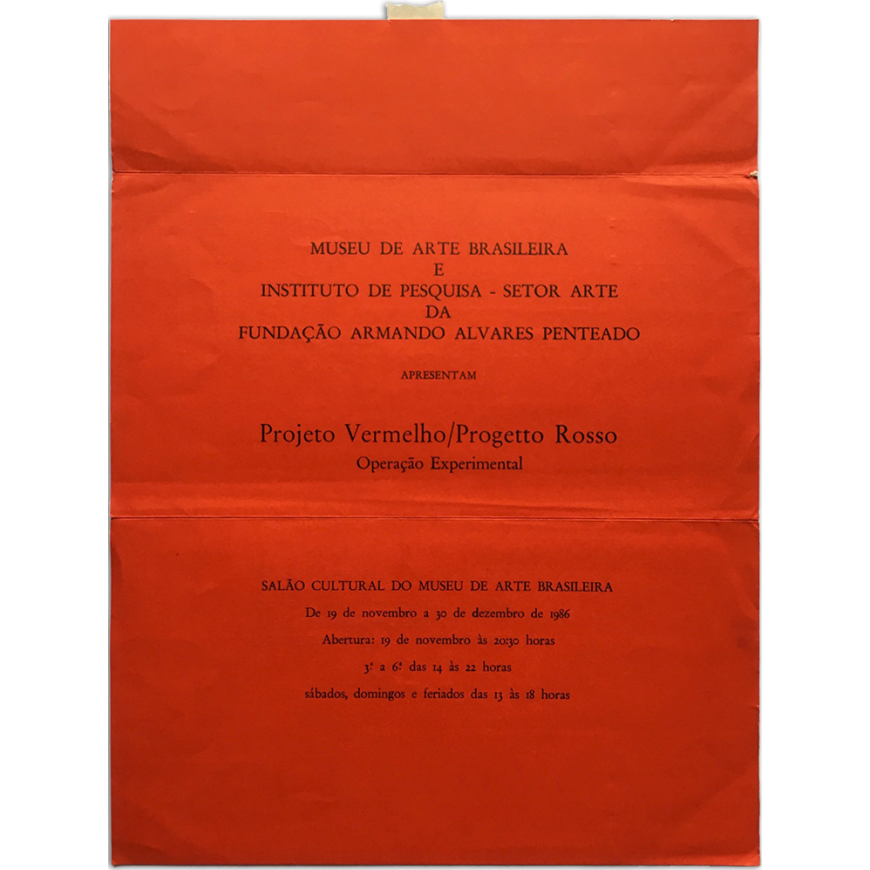 MUSEU DE ARTE BRASILEIRA
E
INSTITUTO DE PESQUISA - SETOR ARTE
DA
FUNDAÇÃO ARMANDO ALVARES PENTEADO
APRESENTAM
Projeto Vermelho/Progetto Rosso
Operação Experimental
SALÃO CULTURAL DO MUSEU DE ARTE BRASILEIRA
De 19 de novembro a 30 de dezembro de 1986
Abertura: 19 de novembro às 20:30 horas
3.ª a 6.ª das 14 às 22 horas
sábados, domingos e feriados das 13 às 18 horas